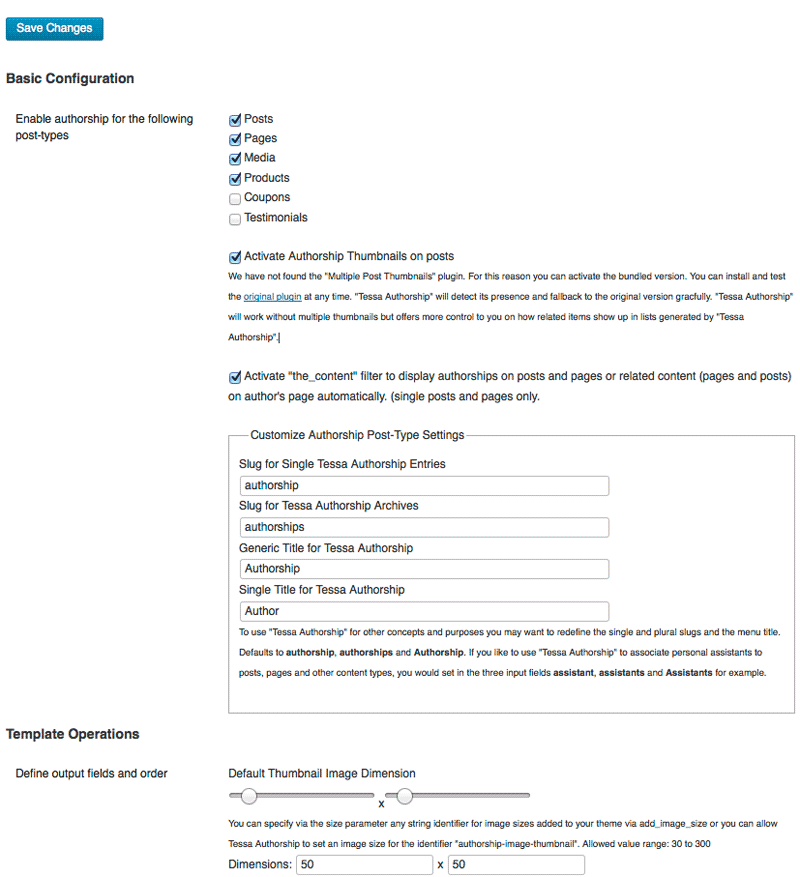 Save Changes
Basic Configuration
Enable authorship for the following
post-types
Posts
Pages
Media
Products
Coupons
Testimonials
Activate Authorship Thumbnails on posts
We have not found the "Multiple Post Thumbnails" plugin. For this reason you can activate the bundled version. You can install and test
the original plugin at any time. "Tessa Authorship" will detect its presence and fallback to the original version gracfully. "Tessa Authorship"
will work without multiple thumbnails but offers more control to you on how related items show up in lists generated by "Tessa
Authorship".
Activate "the_content" filter to display authorships on posts and pages or related content (pages and posts)
on author's page automatically. (single posts and pages only.
Customize Authorship Post-Type Settings
Slug for Single Tessa Authorship Entries
authorship
Slug for Tessa Authorship Archives
authorships
Generic Title for Tessa Authorship
Authorship
Single Title for Tessa Authorship
Author
To use "Tessa Authorship" for other concepts and purposes you may want to redefine the single and plural slugs and the menu title.
Defaults to authorship, authorships and Authorship. If you like to use "Tessa Authorship" to associate personal assistants to
posts, pages and other content types, you would set in the three input fields assistant, assistants and Assistants for example.
Template Operations
Define output fields and order
Default Thumbnail Image Dimension
x
You can specify via the size parameter any string identifier for image sizes added to your theme via add_image_size or you can allow
Tessa Authorship to set an image size for the identifier "authorship-image-thumbnail". Allowed value range: 30 to 300
Dimensions: 50 x 50